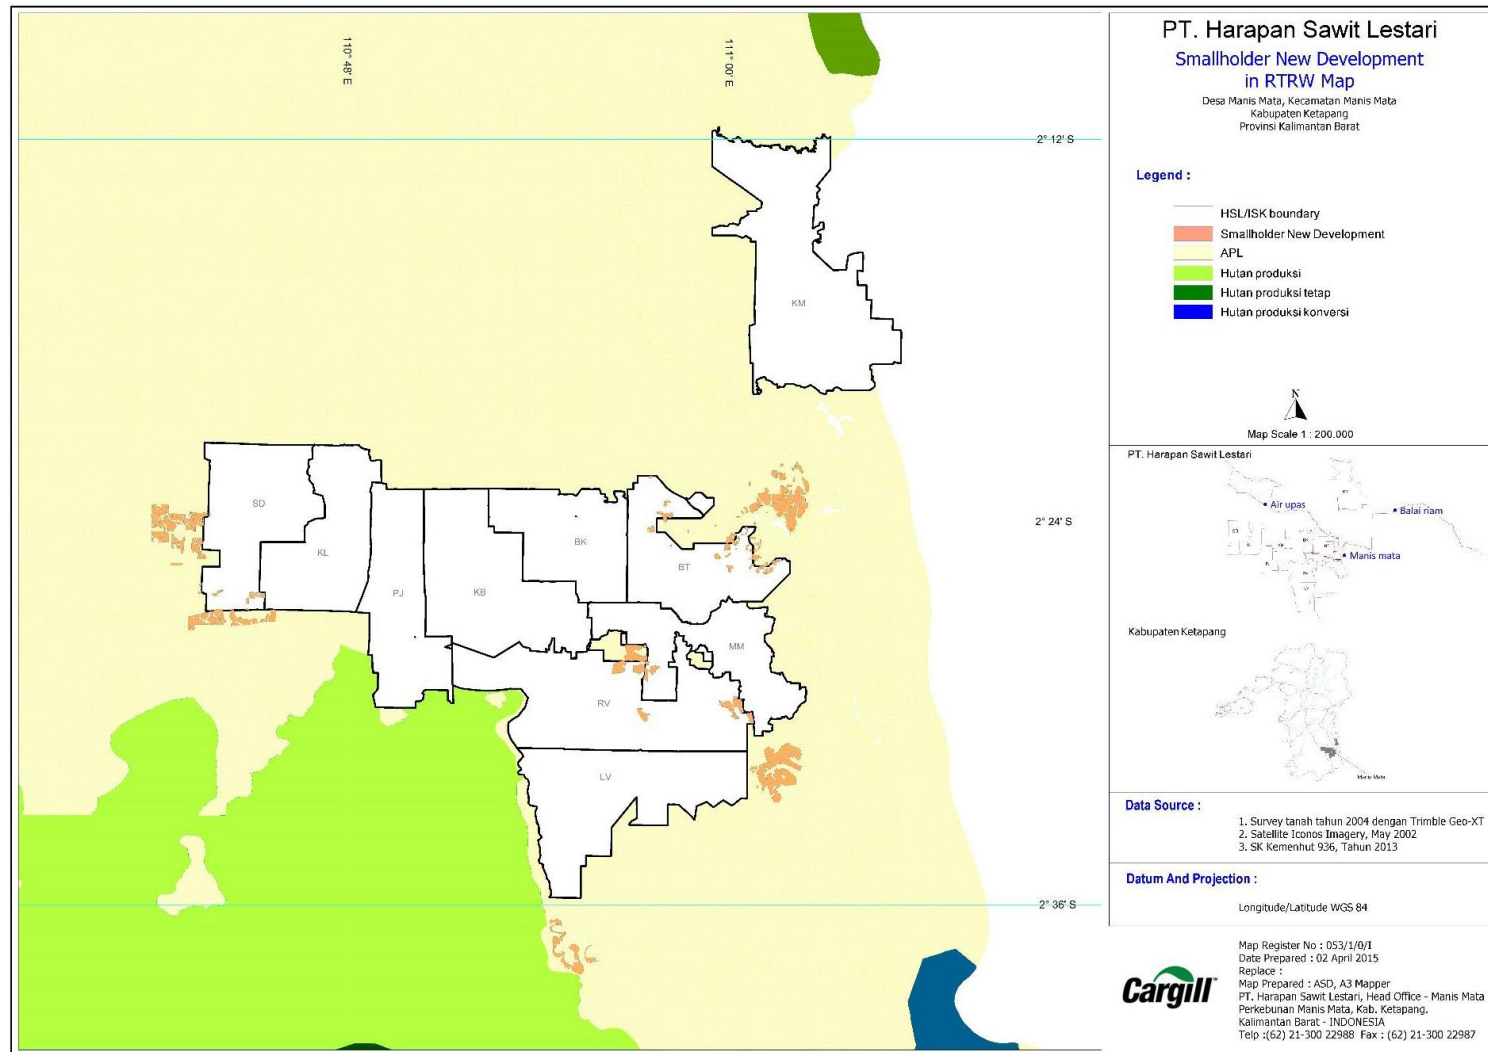 110° 48' E
111° 00' E
2° 12' S
KM
SD
KL
PJ
KB
BK
BT
2° 24' S
MM
RV
LV
2° 36' S
PT. Harapan Sawit Lestari
Smallholder New Development
in RTRW Map
Desa Manis Mata, Kecamatan Manis Mata
Kabupaten Ketapang
Provinsi Kalimantan Barat
Legend :
HSL/ISK boundary
Smallholder New Development
APL
Hutan produksi
Hutan produksi tetap
Hutan produksi konversi
N
Map Scale 1 : 200.000
PT. Harapan Sawit Lestari
Air upas
Balai riam
Manis mata
Kabupaten Ketapang
Manis Mata
Data Source :
1. Survey tanah tahun 2004 dengan Trimble Geo-XT
2. Satellite Iconos Imagery, May 2002
3. SK Kemenhut 936, Tahun 2013
Datum And Projection :
Longitude/Latitude WGS 84
Cargill
Map Register No : 053/1/0/I
Date Prepared : 02 April 2015
Replace :
Map Prepared : ASD, A3 Mapper
PT. Harapan Sawit Lestari, Head Office - Manis Mata
Perkebunan Manis Mata, Kab. Ketapang.
Kalimantan Barat - INDONESIA
Telp :(62) 21-300 22988 Fax : (62) 21-300 22987